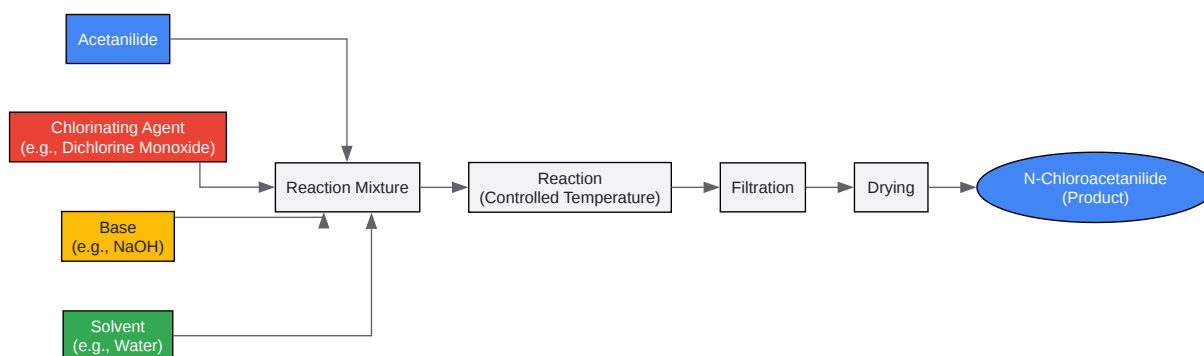 Acetanilide
Chlorinating Agent
(e.g., Dichlorine Monoxide)
Reaction Mixture
Reaction
(Controlled Temperature)
Filtration
Drying
N-Chloroacetanilide
(Product)
Base
(e.g., NaOH)
Solvent
(e.g., Water)